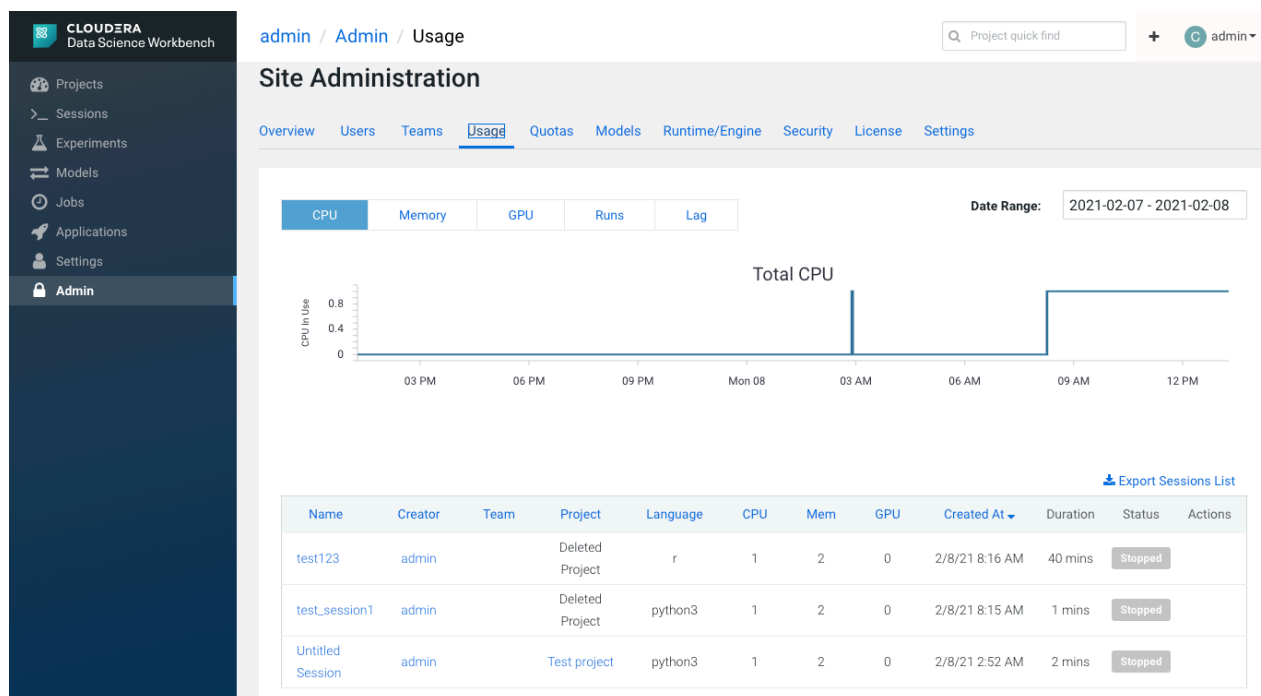 CLOUDERA
Data Science Workbench
admin / Admin / Usage
Project quick find
+
C admin
Projects
Sessions
Experiments
Models
Jobs
Applications
Settings
Admin
Site Administration
Overview Users Teams Usage Quotas Models Runtime/Engine Security License Settings
CPU Memory GPU Runs Lag
Date Range: 2021-02-07 - 2021-02-08
Total CPU
CPU In Use
0.8
0.4
0
03 PM 06 PM 09 PM Mon 08 03 AM 06 AM 09 AM 12 PM
Export Sessions List
Name Creator Team Project Language CPU Mem GPU Created At Duration Status Actions
test123 admin Deleted Project r 1 2 0 2/8/21 8:16 AM 40 mins Stopped
test_session1 admin Deleted Project python3 1 2 0 2/8/21 8:15 AM 1 mins Stopped
Untitled Session admin Test project python3 1 2 0 2/8/21 2:52 AM 2 mins Stopped